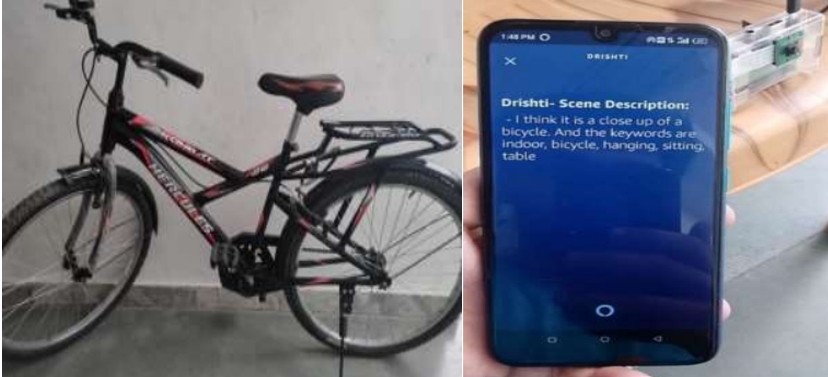 HERCULES
1:48 PM
DRISHTI
Drishti- Scene Description:
- I think it is a close up of a
bicycle. And the keywords are
indoor, bicycle, hanging, sitting,
table